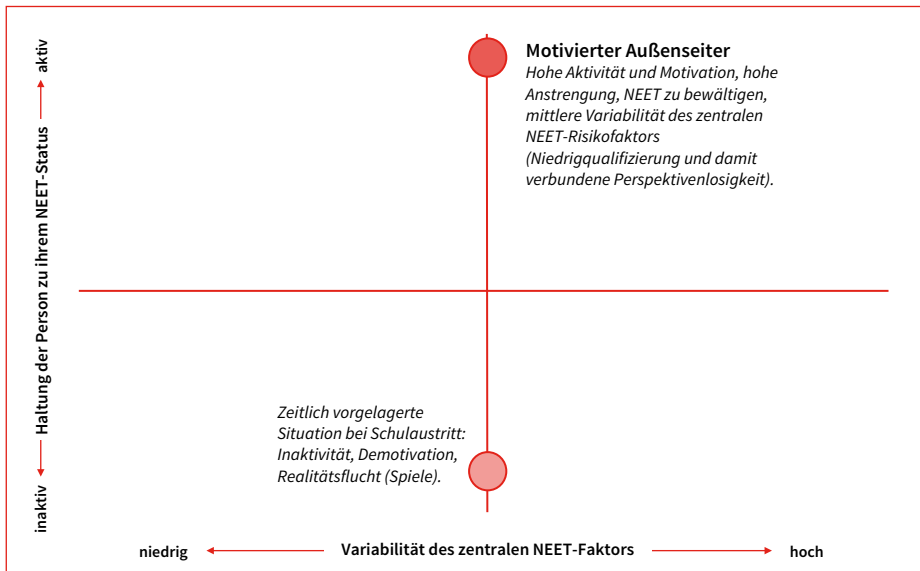 Motivierter Außenseiter
Hohe Aktivität und Motivation, hohe
Anstrengung, NEET zu bewältigen,
mittlere Variabilität des zentralen
NEET-Risikofaktors
(Niedrigqualifizierung und damit
verbundene Perspektivenlosigkeit).
aktiv
Haltung der Person zu ihrem NEET-Status
inaktiv
Zeitlich vorgelagerte
Situation bei Schulaustritt:
Inaktivität, Demotivation,
Realitätsflucht (Spiele).
niedrig
Variabilität des zentralen NEET-Faktors
hoch